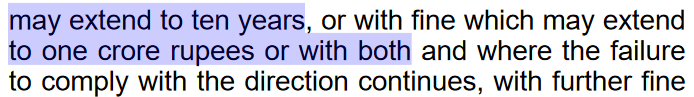 may extend to ten years, or with fine which may extend
to one crore rupees or with both and where the failure
to comply with the direction continues, with further fine